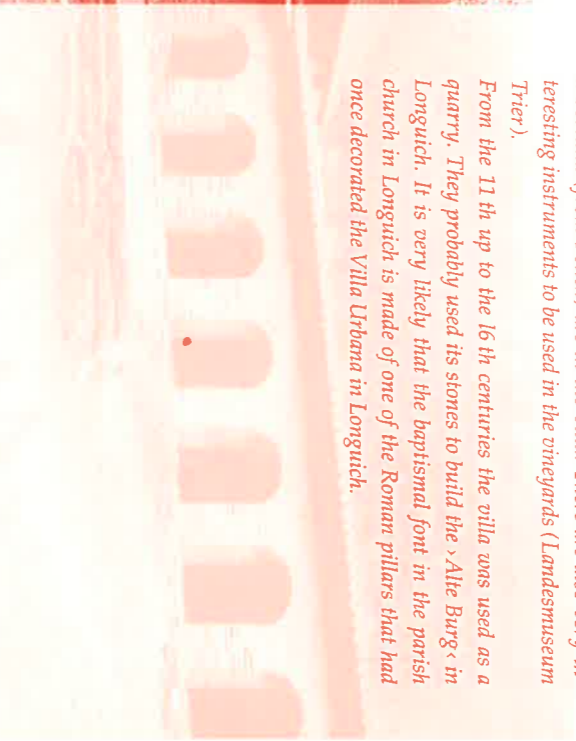 teresting instruments to be used in the vineyards (Landesmuseum
Trier).
From the 11 th up to the 16 th centuries the villa was used as a
quarry. They probably used its stones to build the ›Alte Burg‹ in
Longuich. It is very likely that the baptismal font in the parish
church in Longuich is made of one of the Roman pillars that had
once decorated the Villa Urbana in Longuich.